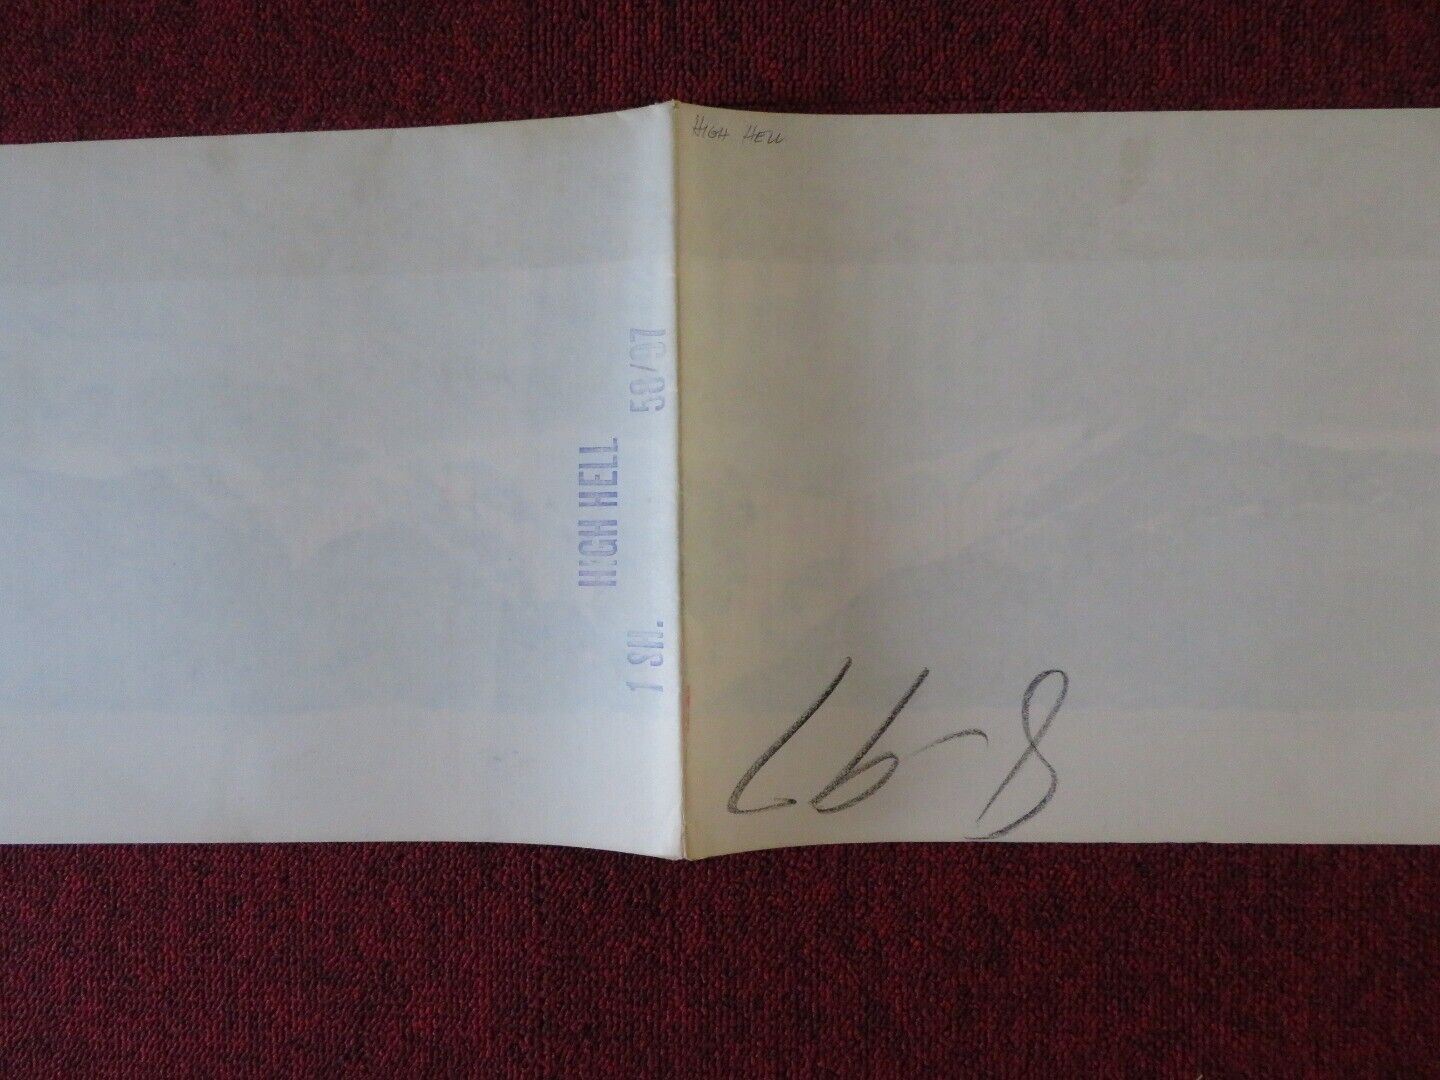 HIGH HELL
58/97
HIGH HELL
1 SH.
8-97